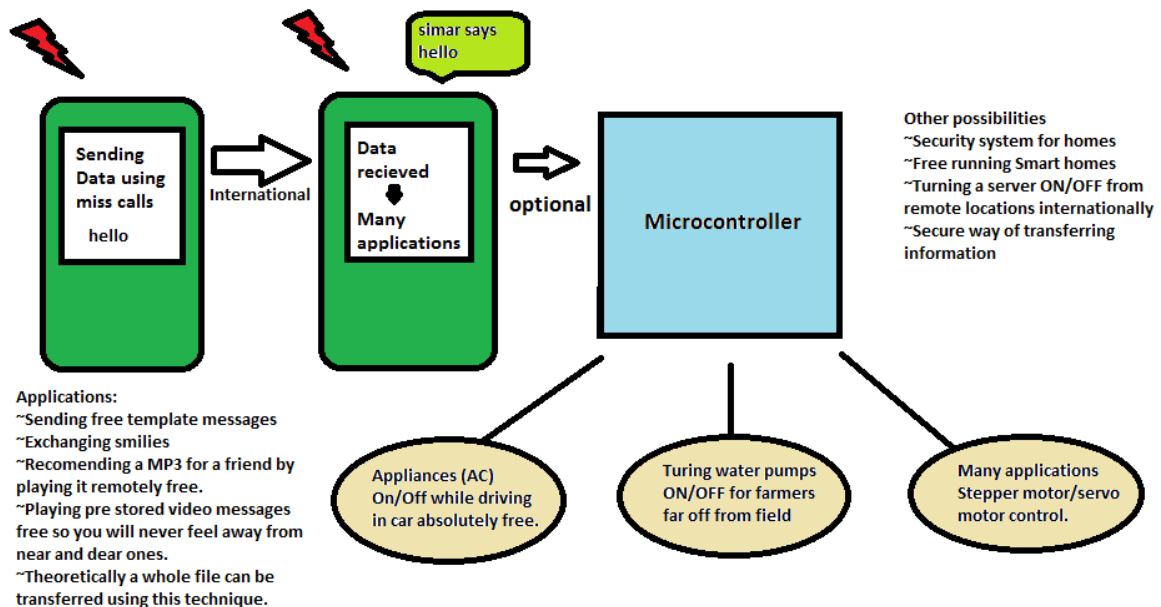 simar says
hello
Sending
Data using
miss calls
hello
International
Data
recieved
Many
applications
optional
Microcontroller
Other possibilities
~Security system for homes
~Free running Smart homes
~Turning a server ON/OFF from
remote locations internationally
~Secure way of transferring
information
Applications:
~Sending free template messages
~Exchanging smilies
~Recomending a MP3 for a friend by
playing it remotely free.
~Playing pre stored video messages
free so you will never feel away from
near and dear ones.
~Theoretically a whole file can be
transferred using this technique.
Appliances (AC)
On/Off while driving
in car absolutely free.
Turing water pumps
ON/OFF for farmers
far off from field
Many applications
Stepper motor/servo
motor control.